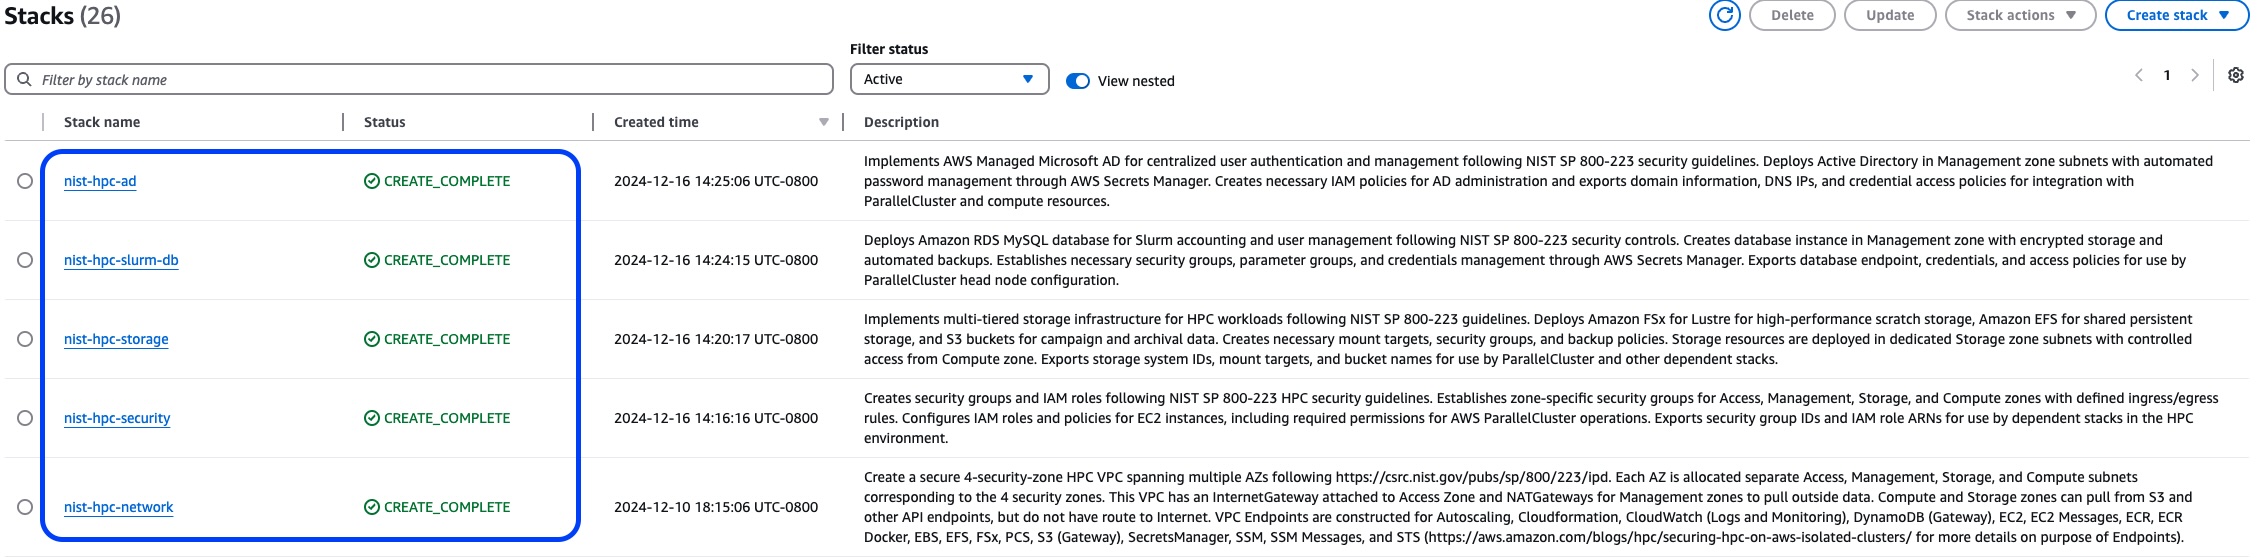 Stacks (26)
Delete
Update
Stack actions
Create stack
Filter status
Filter by stack name
Active
View nested
1
Stack name
Status
Created time
Description
nist-hpc-ad
CREATE_COMPLETE
2024-12-16 14:25:06 UTC-0800
Implements AWS Managed Microsoft AD for centralized user authentication and management following NIST SP 800-223 security guidelines. Deploys Active Directory in Management zone subnets with automated
password management through AWS Secrets Manager. Creates necessary IAM policies for AD administration and exports domain information, DNS IPs, and credential access policies for integration with
ParallelCluster and compute resources.
nist-hpc-slurm-db
CREATE_COMPLETE
2024-12-16 14:24:15 UTC-0800
Deploys Amazon RDS MySQL database for Slurm accounting and user management following NIST SP 800-223 security controls. Creates database instance in Management zone with encrypted storage and
automated backups. Establishes necessary security groups, parameter groups, and credentials management through AWS Secrets Manager. Exports database endpoint, credentials, and access policies for use by
ParallelCluster head node configuration.
nist-hpc-storage
CREATE_COMPLETE
2024-12-16 14:20:17 UTC-0800
Implements multi-tiered storage infrastructure for HPC workloads following NIST SP 800-223 guidelines. Deploys Amazon FSx for Lustre for high-performance scratch storage, Amazon EFS for shared persistent
storage, and S3 buckets for campaign and archival data. Creates necessary mount targets, security groups, and backup policies. Storage resources are deployed in dedicated Storage zone subnets with controlled
access from Compute zone. Exports storage system IDs, mount targets, and bucket names for use by ParallelCluster and other dependent stacks.
nist-hpc-security
CREATE_COMPLETE
2024-12-16 14:16:16 UTC-0800
Creates security groups and IAM roles following NIST SP 800-223 HPC security guidelines. Establishes zone-specific security groups for Access, Management, Storage, and Compute zones with defined ingress/egress
rules. Configures IAM roles and policies for EC2 instances, including required permissions for AWS ParallelCluster operations. Exports security group IDs and IAM role ARNs for use by dependent stacks in the HPC
environment.
nist-hpc-network
CREATE_COMPLETE
2024-12-10 18:15:06 UTC-0800
Create a secure 4-security-zone HPC VPC spanning multiple AZs following https://csrc.nist.gov/pubs/sp/800/223/ipd. Each AZ is allocated separate Access, Management, Storage, and Compute subnets
corresponding to the 4 security zones. This VPC has an InternetGateway attached to Access Zone and NATGateways for Management zones to pull outside data. Compute and Storage zones can pull from S3 and
other API endpoints, but do not have route to Internet. VPC Endpoints are constructed for Autoscaling, Cloudformation, CloudWatch (Logs and Monitoring), DynamoDB (Gateway), EC2, EC2 Messages, ECR, ECR
Docker, EBS, EFS, FSx, PCS, S3 (Gateway), SecretsManager, SSM, SSM Messages, and STS (https://aws.amazon.com/blogs/hpc/securing-hpc-on-aws-isolated-clusters/ for more details on purpose of Endpoints).